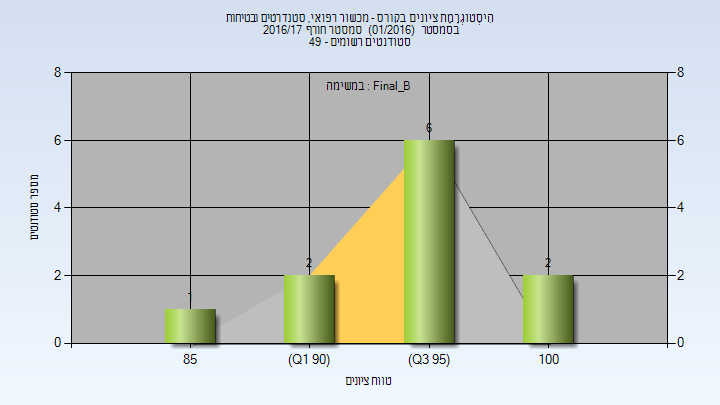 היסטוגרמת ציונים בקורס - מכשור רפואי, סטנדרטים ובטיחות
בסמסטר (01/2016) סמסטר חורף 2016/17
סטודנטים רשומים - 49
במשימה : Final_B
מספר סטודנטים
8
6
4
2
0
8
6
4
2
0
1
2
6
2
85
(Q1 90)
(Q3 95)
100
טווח ציונים